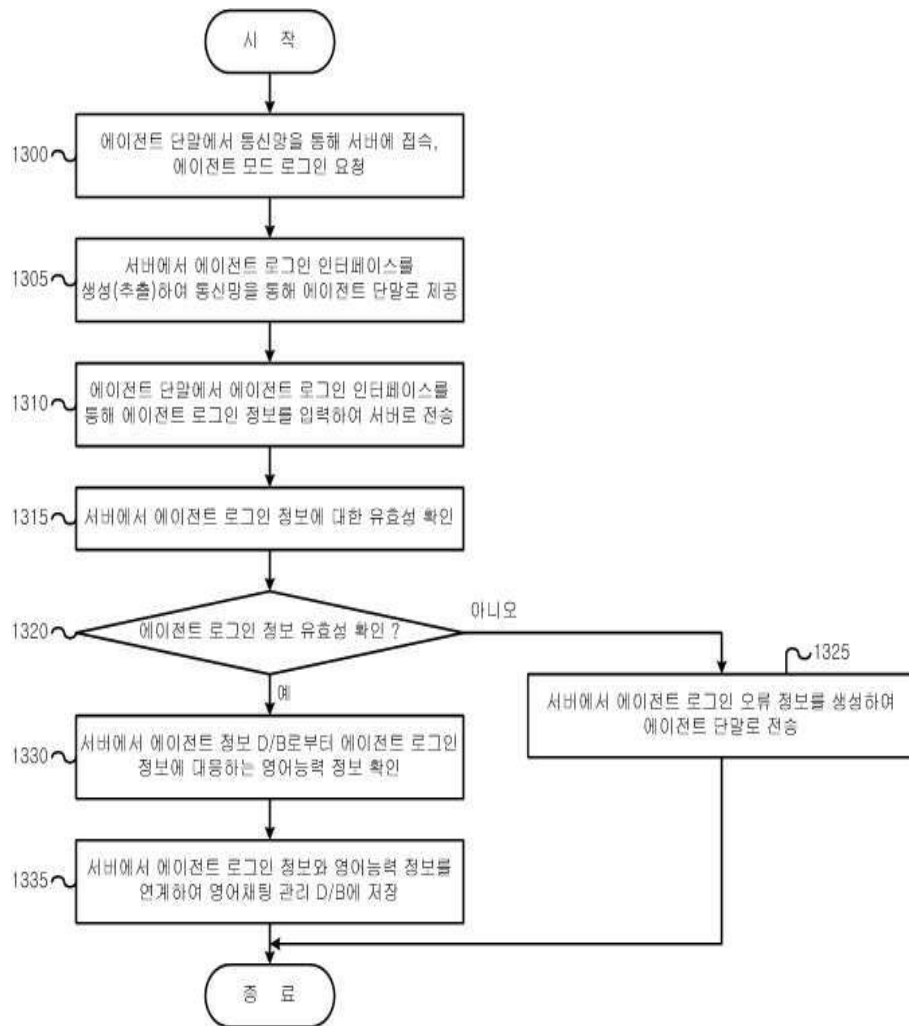 시 작
1300
에이전트 단말에서 통신망을 통해 서버에 접속,
에이전트 모드 로그인 요청
1305
서버에서 에이전트 로그인 인터페이스를
생성(추출)하여 통신망을 통해 에이전트 단말로 제공
1310
에이전트 단말에서 에이전트 로그인 인터페이스를
통해 에이전트 로그인 정보를 입력하여 서버로 전송
1315
서버에서 에이전트 로그인 정보에 대한 유효성 확인
1320
에이전트 로그인 정보 유효성 확인 ?
아니오
예
1325
서버에서 에이전트 로그인 오류 정보를 생성하여
에이전트 단말로 전송
1330
서버에서 에이전트 정보 D/B로부터 에이전트 로그인
정보에 대응하는 영어능력 정보 확인
1335
서버에서 에이전트 로그인 정보와 영어능력 정보를
연계하여 영어채팅 관리 D/B에 저장
종 료